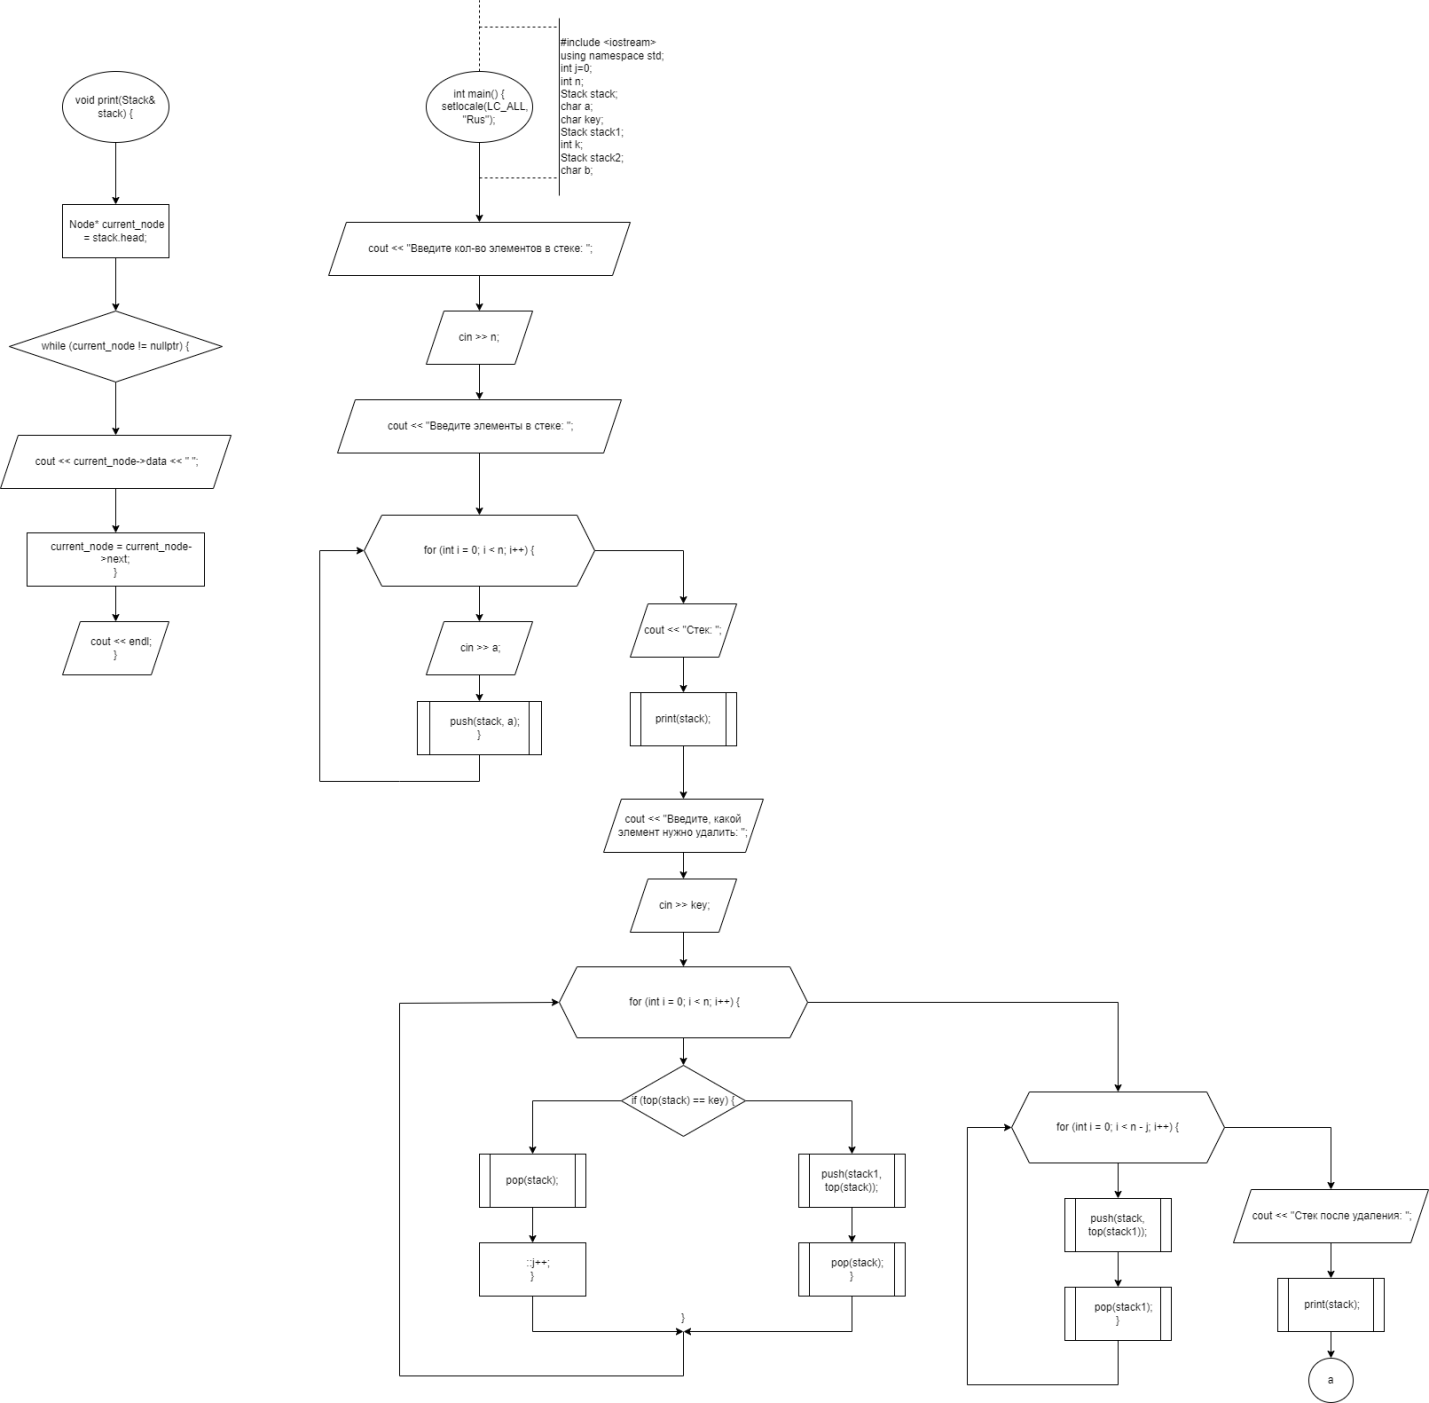 void print(Stack&
stack) {
Node* current_node
= stack.head;
while (current_node != nullptr) {
cout << current_node->data << " ";
current_node = current_node-
>next;
}
cout << endl;
}
#include <iostream>
using namespace std;
int j=0;
int n;
Stack stack;
char a;
char key;
Stack stack1;
int k;
Stack stack2;
char b;
int main() {
setlocale(LC_ALL,
"Rus");
cout << "Введите кол-во элементов в стеке: ";
cin >> n;
cout << "Введите элементы в стеке: ";
for (int i = 0; i < n; i++) {
cin >> a;
push(stack, a);
}
cout << "Стек: ";
print(stack);
cout << "Введите, какой
элемент нужно удалить: ";
cin >> key;
for (int i = 0; i < n; i++) {
if (top(stack) == key) {
pop(stack);
::j++;
}
push(stack1,
top(stack));
pop(stack);
}
}
for (int i = 0; i < n - j; i++) {
push(stack,
top(stack1));
pop(stack1);
}
cout << "Стек после удаления: ";
print(stack);
a